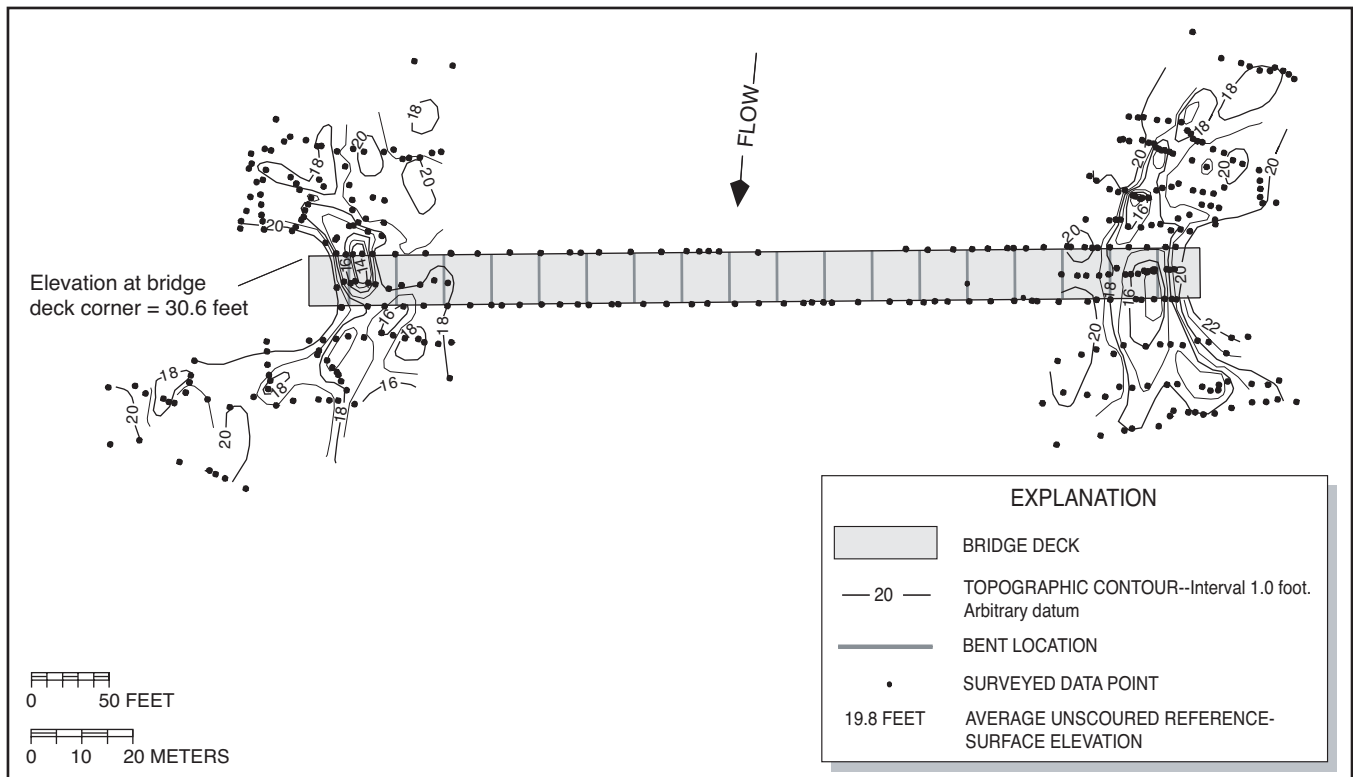 18
18
20
20
18
20
16
14
FLOW
18
18
20
20
20
16
20
20
18
16
20
22
Elevation at bridge
deck corner = 30.6 feet
16
18
18
18
18
16
18
20
20
EXPLANATION
BRIDGE DECK
20
TOPOGRAPHIC CONTOUR--Interval 1.0 foot.
Arbitrary datum
BENT LOCATION
SURVEYED DATA POINT
19.8 FEET
AVERAGE UNSCOURED REFERENCE-
SURFACE ELEVATION
0 50 FEET
0 10 20 METERS